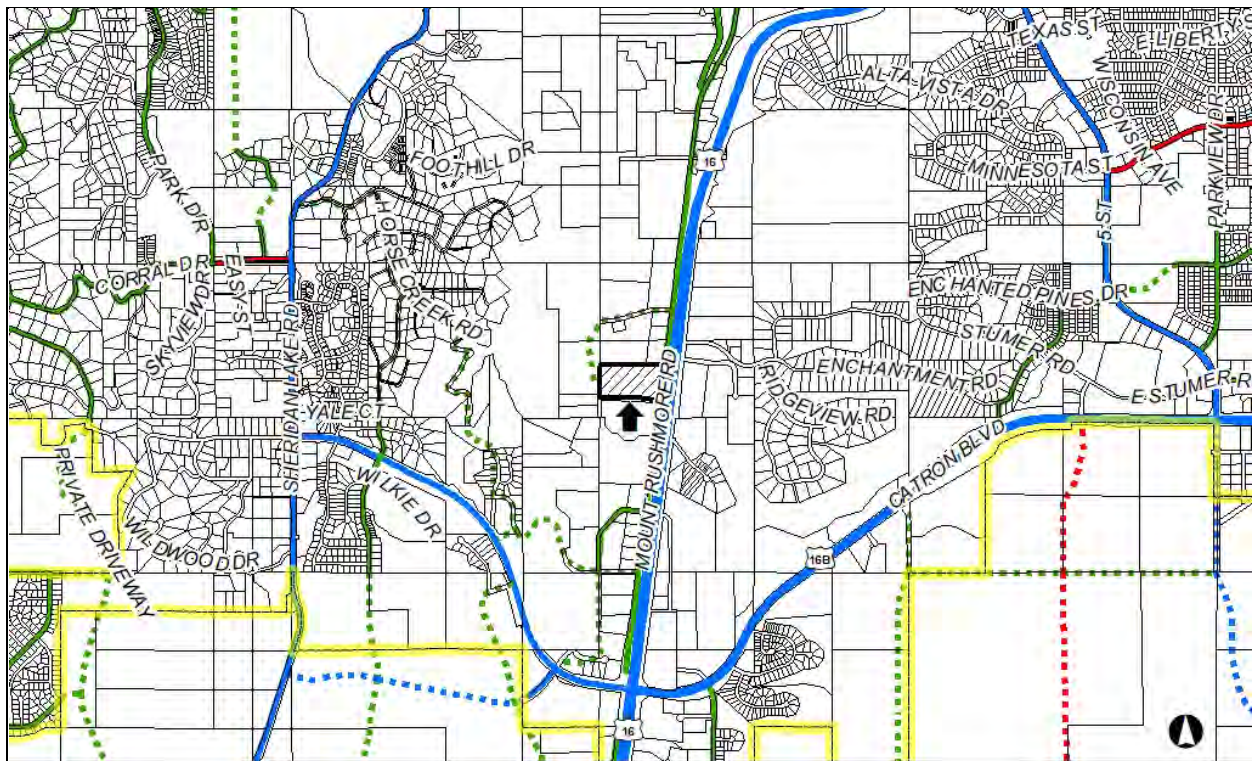 TEXAS ST
E LIBERTY S
WISCONSIN AVE
ALTA VISTA DR
PARKVIEW DR
16
FOOTHILL DR
MINNESOTA ST
PARK DR
HORSE CREEK RD
5 ST
CORRAL DR
EASY ST
SKYVIEW DR
ENCHANTED PINES DR
SHERIDAN LAKE RD
STUMER RD
MOUNT RUSHMORE RD
RIDGEVIEW RD
ENCHANTMENT RD
E STUMER R
YALE CT
CATRON BLVD
WILKIE DR
PRIVATE DRIVEWAY
WILDWOOD DR
16B
16